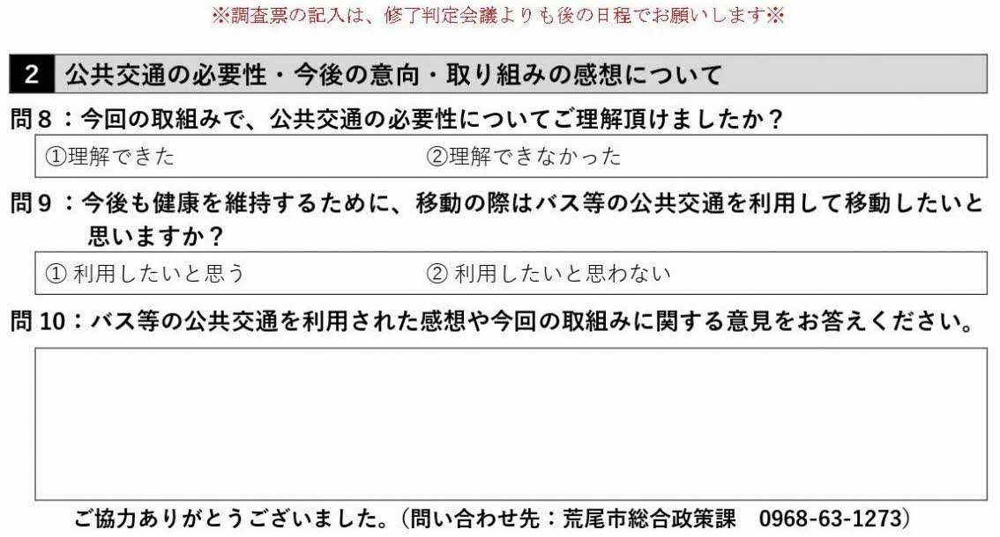 ※調査票の記入は、修了判定会議よりも後の日程でお願いします※
2 公共交通の必要性・今後の意向・取り組みの感想について
問８：今回の取組みで、公共交通の必要性についてご理解頂けましたか？
①理解できた ②理解できなかった
問９：今後も健康を維持するために、移動の際はバス等の公共交通を利用して移動したいと
思いますか？
① 利用したいと思う ② 利用したいと思わない
問 10：バス等の公共交通を利用された感想や今回の取組みに関する意見をお答えください。
ご協力ありがとうございました。（問い合わせ先：荒尾市総合政策課　0968-63-1273）